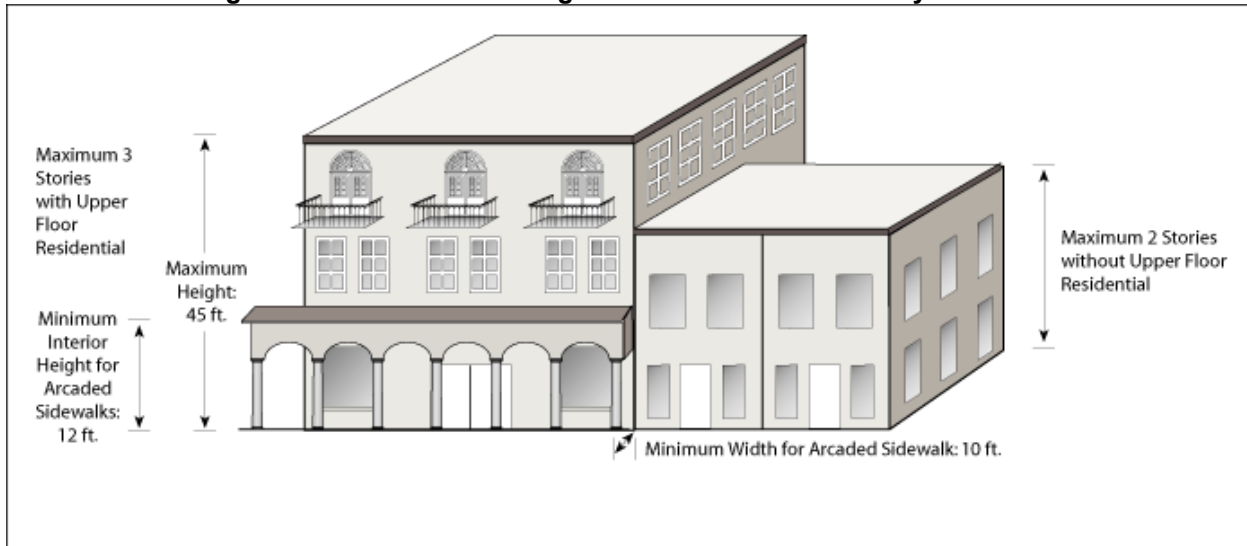 Maximum 3
Stories
with Upper
Floor
Residential
Maximum
Height:
45 ft.
Minimum
Interior
Height for
Arcaded
Sidewalks:
12 ft.
Maximum 2 Stories
without Upper Floor
Residential
Minimum Width for Arcaded Sidewalk: 10 ft.